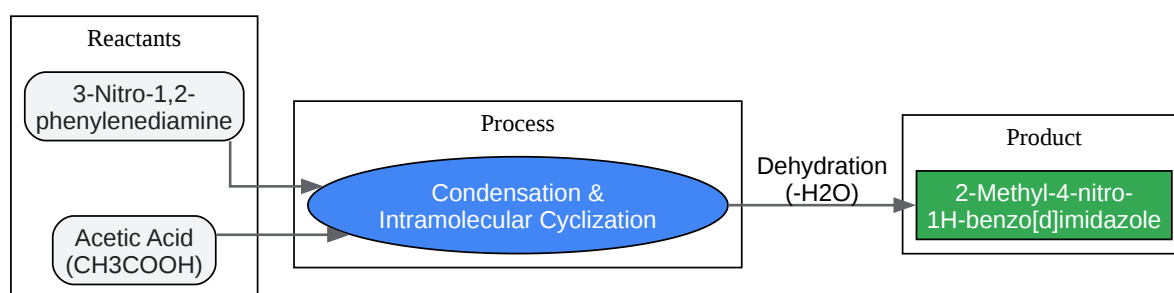 Reactants
3-Nitro-1,2-
phenylenediamine
Acetic Acid
(CH3COOH)
Process
Condensation &
Intramolecular Cyclization
Dehydration
(-H2O)
Product
2-Methyl-4-nitro-
1H-benzo[d]imidazole